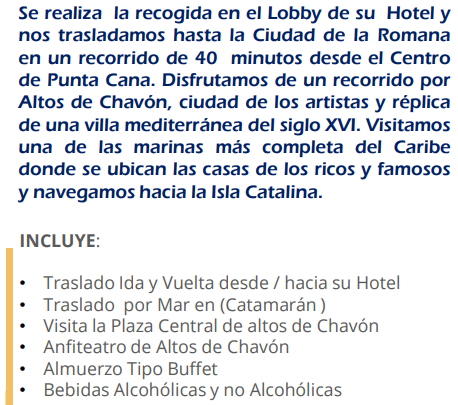 Se realiza la recogida en el Lobby de su Hotel y
nos trasladamos hasta la Ciudad de la Romana
en un recorrido de 40 minutos desde el Centro
de Punta Cana. Disfrutamos de un recorrido por
Altos de Chavón, ciudad de los artistas y réplica
de una villa mediterránea del siglo XVI. Visitamos
una de las marinas más completa del Caribe
donde se ubican las casas de los ricos y famosos
y navegamos hacia la Isla Catalina.
INCLUYE:
• Traslado Ida y Vuelta desde / hacia su Hotel
• Traslado por Mar en (Catamarán )
• Visita la Plaza Central de altos de Chavón
• Anfiteatro de Altos de Chavón
• Almuerzo Tipo Buffet
• Bebidas Alcohólicas y no Alcohólicas